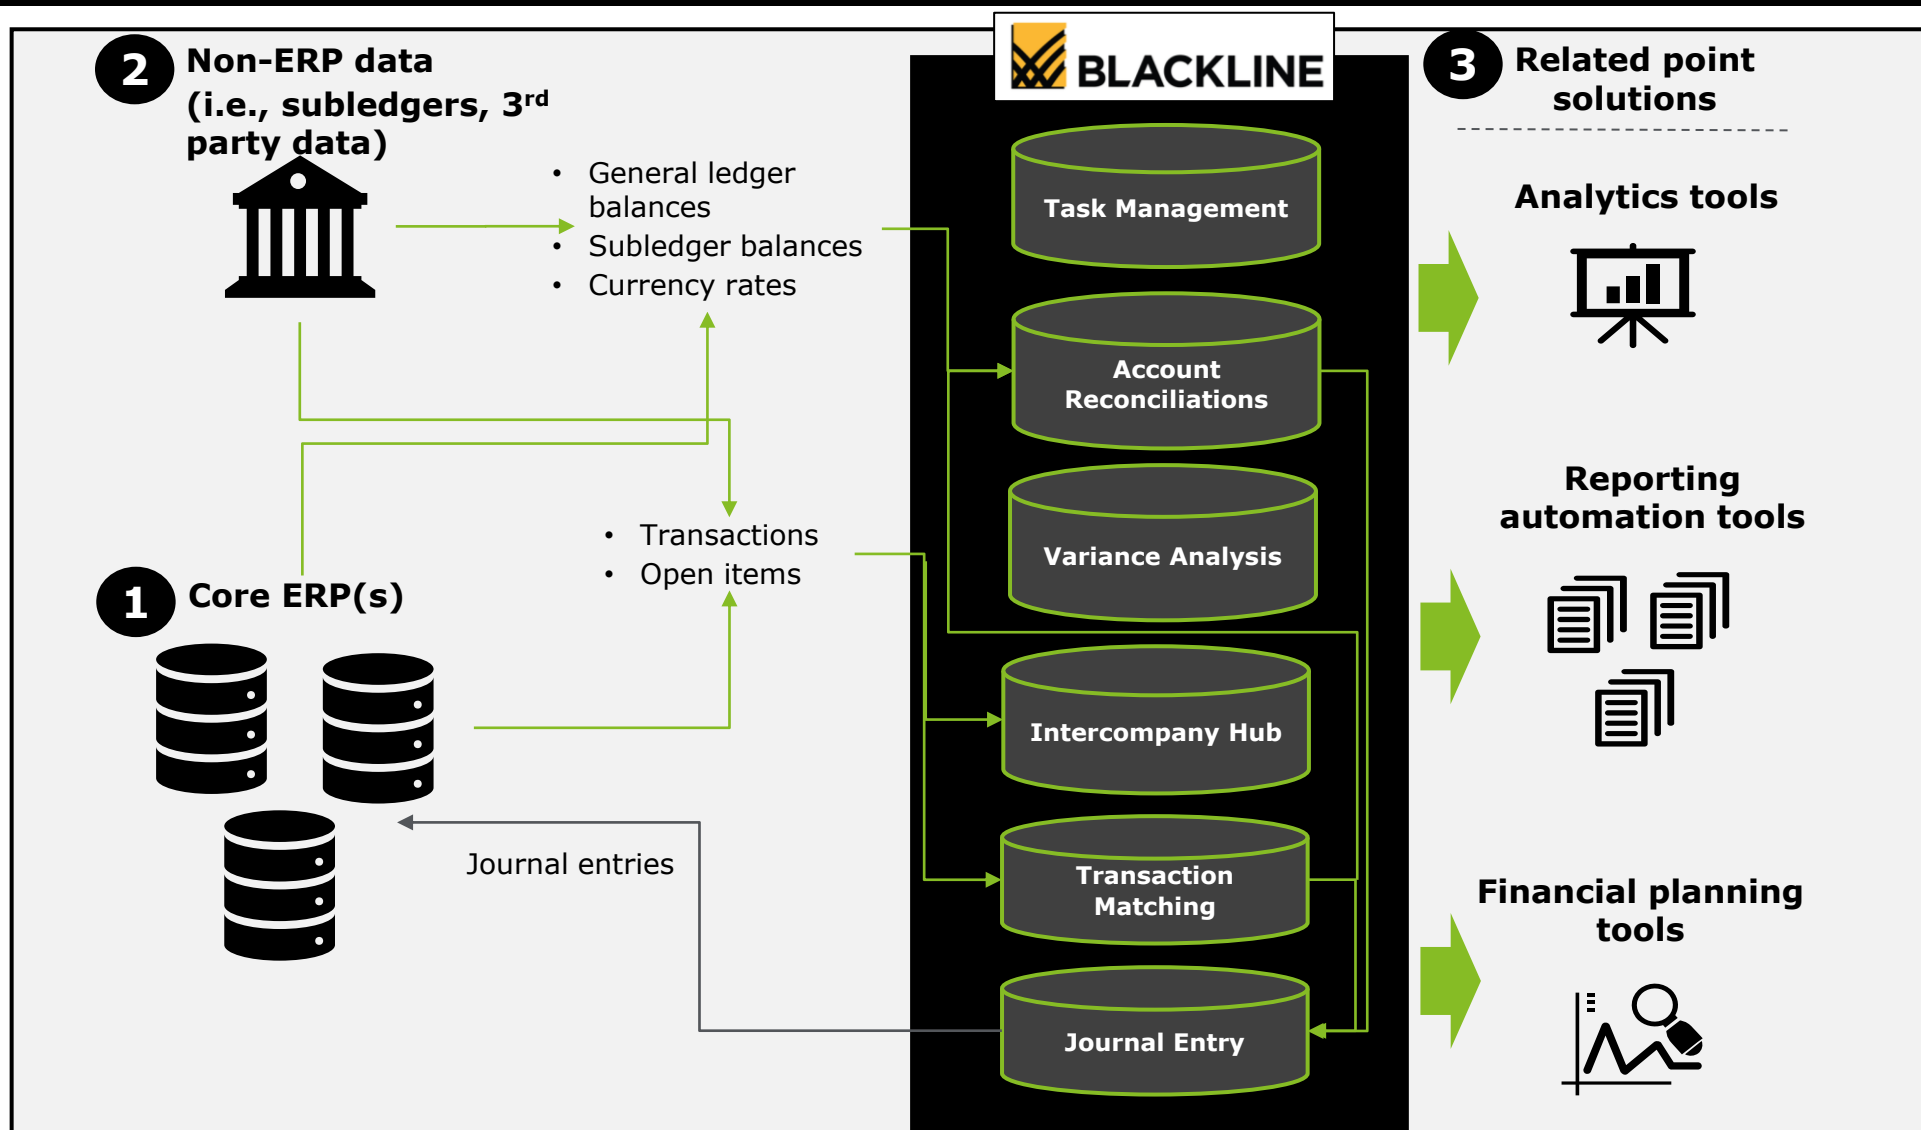 2
Non-ERP data
(i.e., subledgers, 3rd
party data)
• General ledger
balances
• Subledger balances
• Currency rates
• Transactions
• Open items
1
Core ERP(s)
Journal entries
BLACKLINE
Task Management
Account
Reconciliations
Variance Analysis
Intercompany Hub
Transaction
Matching
Journal Entry
3
Related point
solutions
Analytics tools
Reporting
automation tools
Financial planning
tools